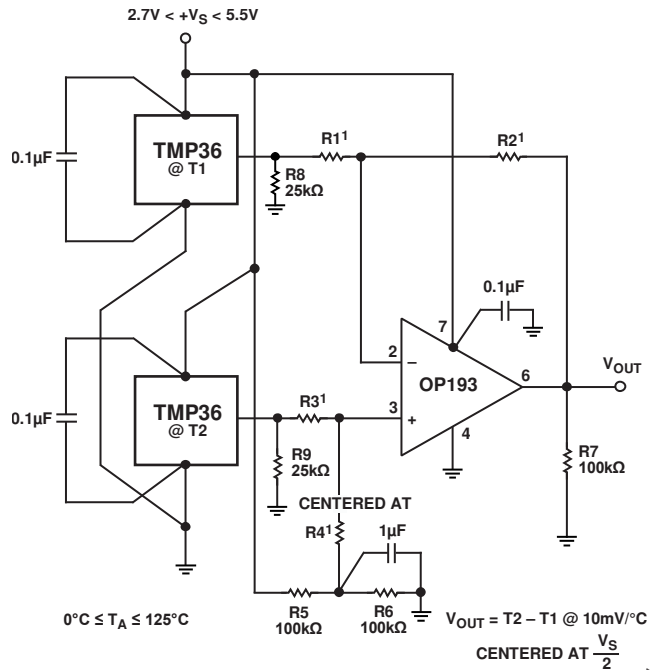 2.7V < +VS < 5.5V
0.1µF
TMP36
@ T1
R1¹
R2¹
R8
25kΩ
0.1µF
7
2
–
OP193
6
VOUT
3
+
4
0.1µF
TMP36
@ T2
R3¹
R9
25kΩ
CENTERED AT
R4¹
1µF
R7
100kΩ
R5
100kΩ
R6
100kΩ
0°C ≤ TA ≤ 125°C
VOUT = T2 – T1 @ 10mV/°C
CENTERED AT VS/2